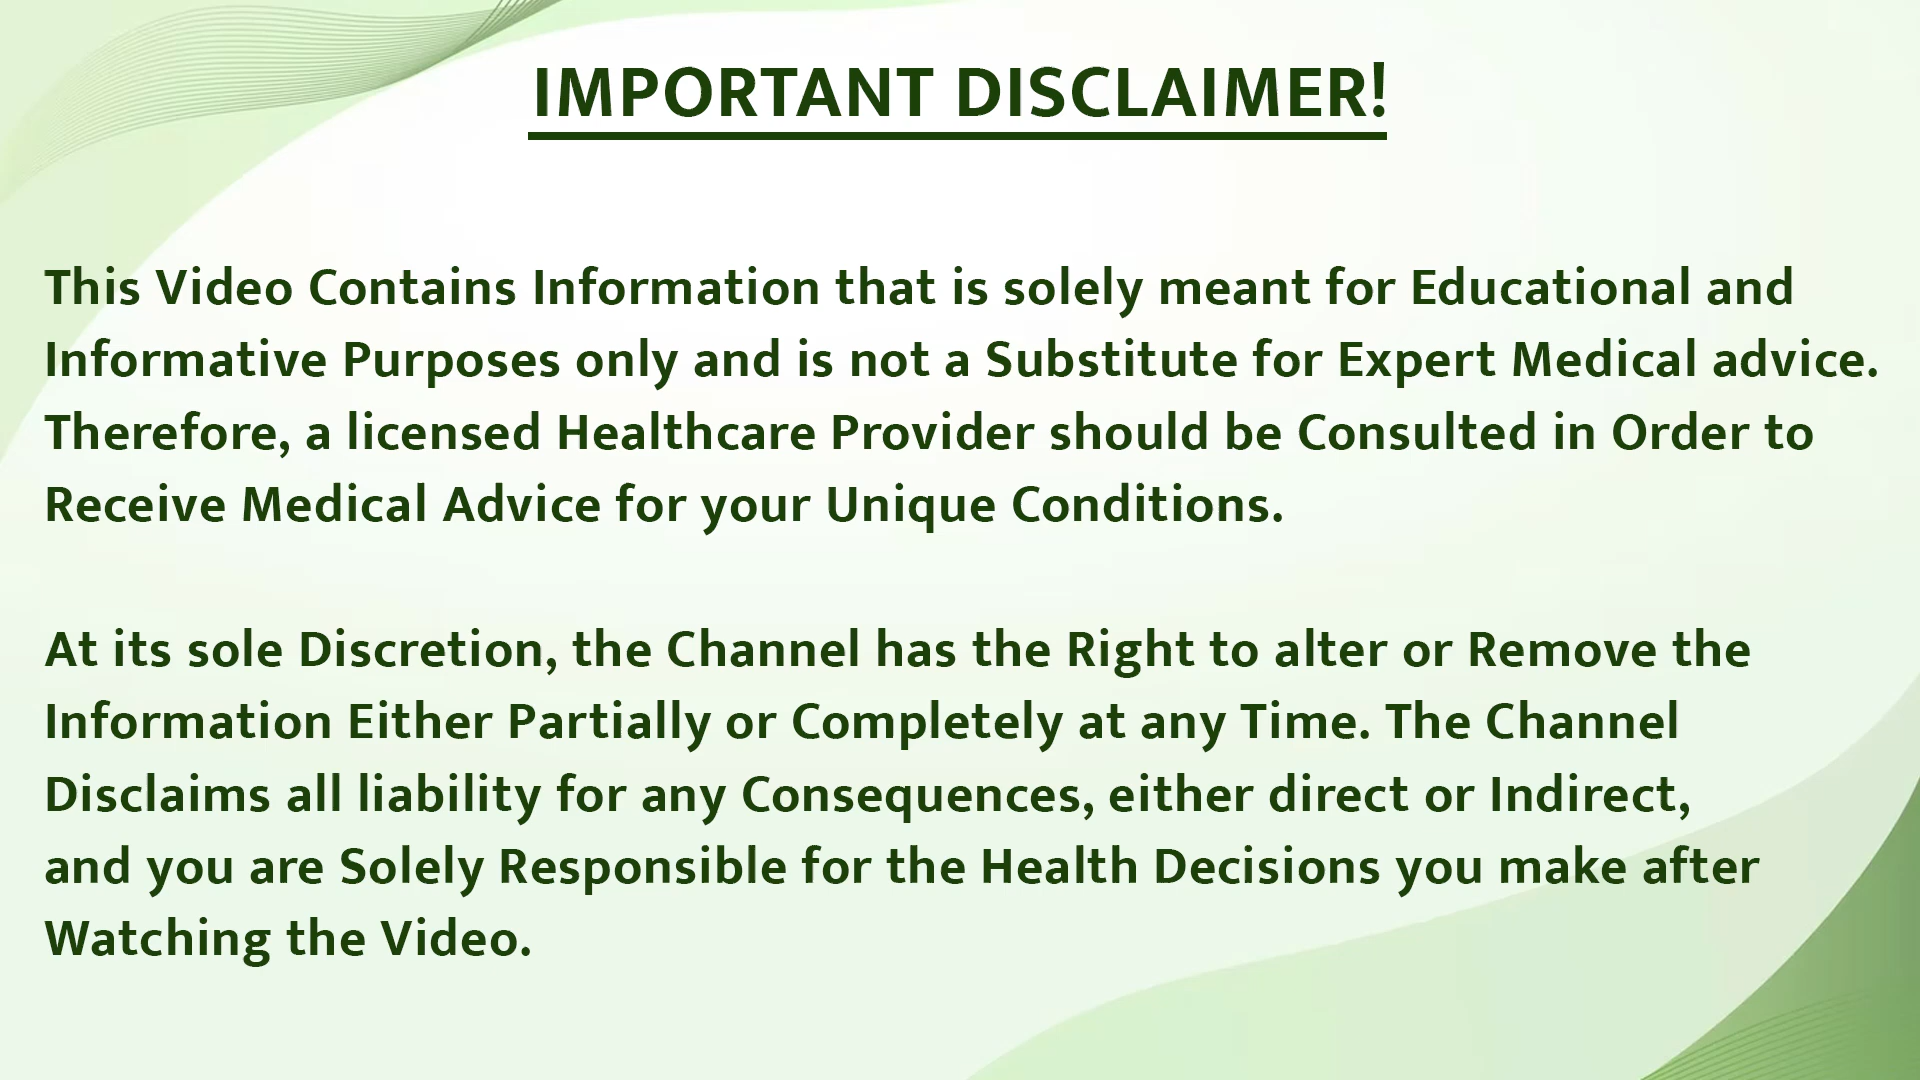 IMPORTANT DISCLAIMER!
This Video Contains Information that is solely meant for Educational and
Informative Purposes only and is not a Substitute for Expert Medical advice.
Therefore, a licensed Healthcare Provider should be Consulted in Order to
Receive Medical Advice for your Unique Conditions.
At its sole Discretion, the Channel has the Right to alter or Remove the
Information Either Partially or Completely at any Time. The Channel
Disclaims all liability for any Consequences, either direct or Indirect,
and you are Solely Responsible for the Health Decisions you make after
Watching the Video.